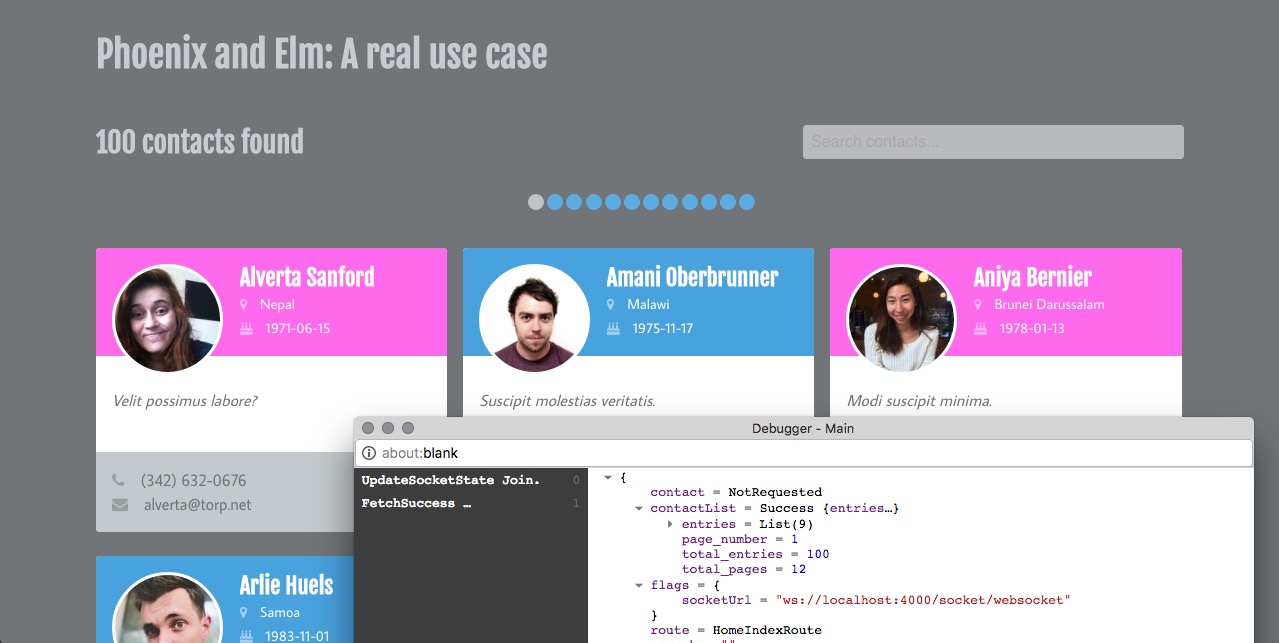 Phoenix and Elm: A real use case
100 contacts found
Search contacts...
Alverta Sanford
Nepal
1971-06-15
Velit possimus labore?
(342) 632-0676
alverta@torp.net
Amani Oberbrunner
Malawi
1975-11-17
Suscipit molestias veritatis.
Aniya Bernier
Brunei Darussalam
1978-01-13
Modi suscipit minima.
Arlie Huels
Samoa
1983-11-01
Debugger - Main
about:blank
UpdateSocketState Join. 0
FetchSuccess … 1
{
contact = NotRequested
contactList = Success {entries…}
entries = List(9)
page_number = 1
total_entries = 100
total_pages = 12
flags = {
socketUrl = "ws://localhost:4000/socket/websocket"
}
route = HomeIndexRoute